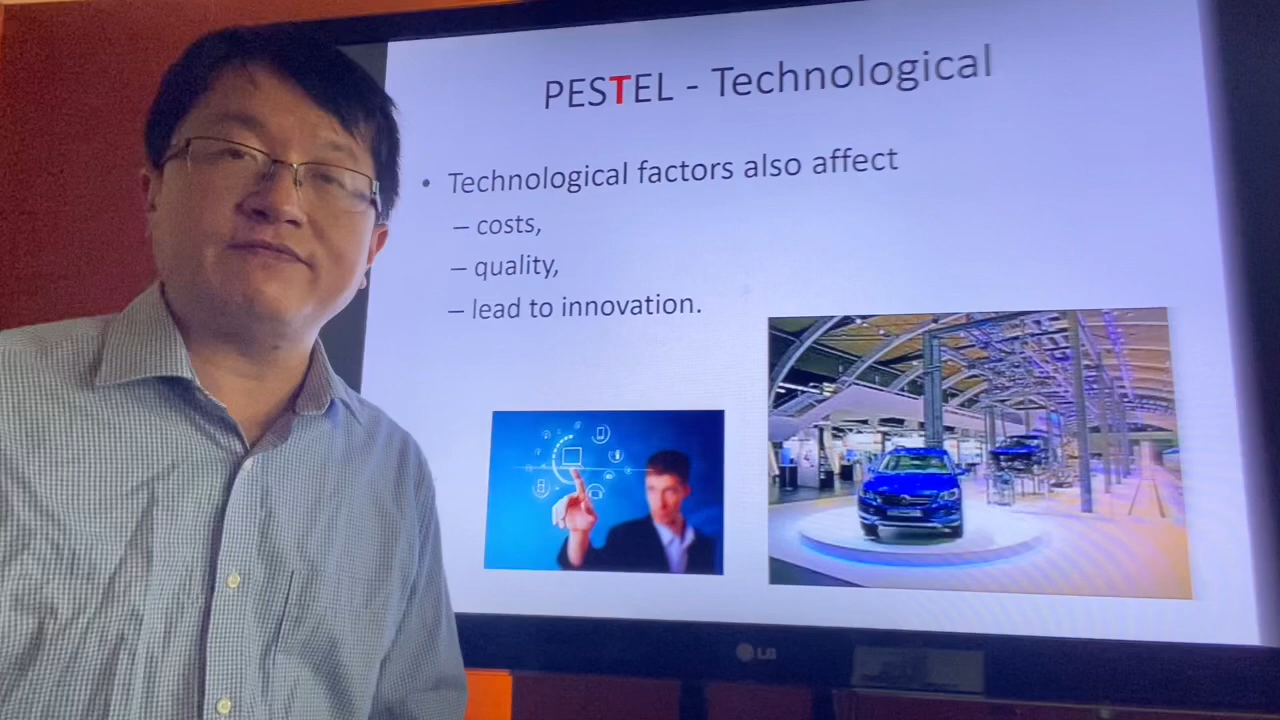 PESTEL - Technological
• Technological factors also affect
– costs,
– quality,
– lead to innovation.
LG